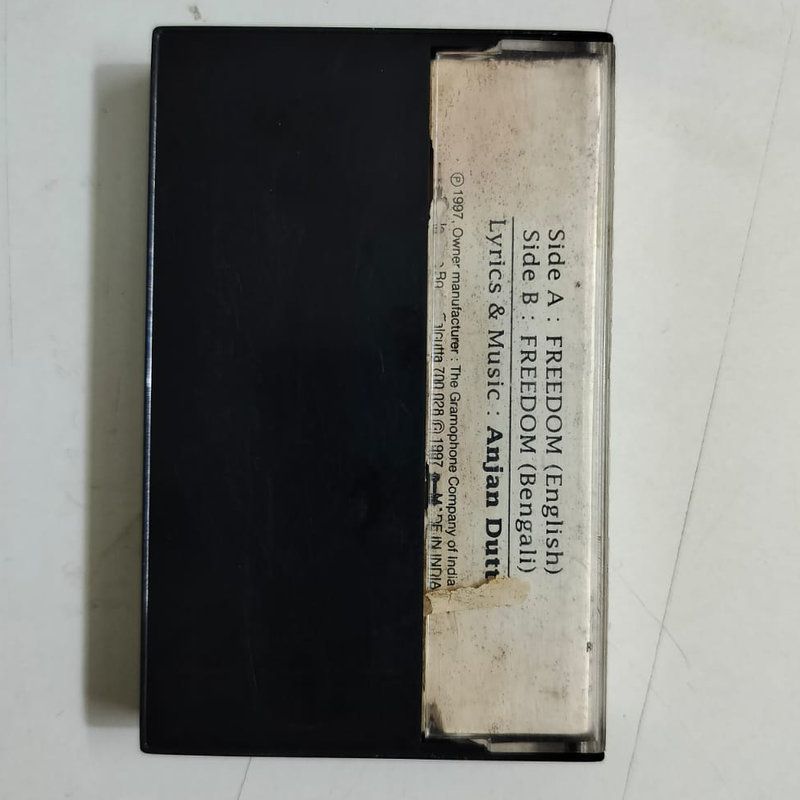 Side A : FREEDOM (English)
Side B : FREEDOM (Bengali)
Lyrics & Music : Anjan Dutt
℗ 1997, Owner manufacturer : The Gramophone Company of India
700 028 © 1997 MADE IN INDIA